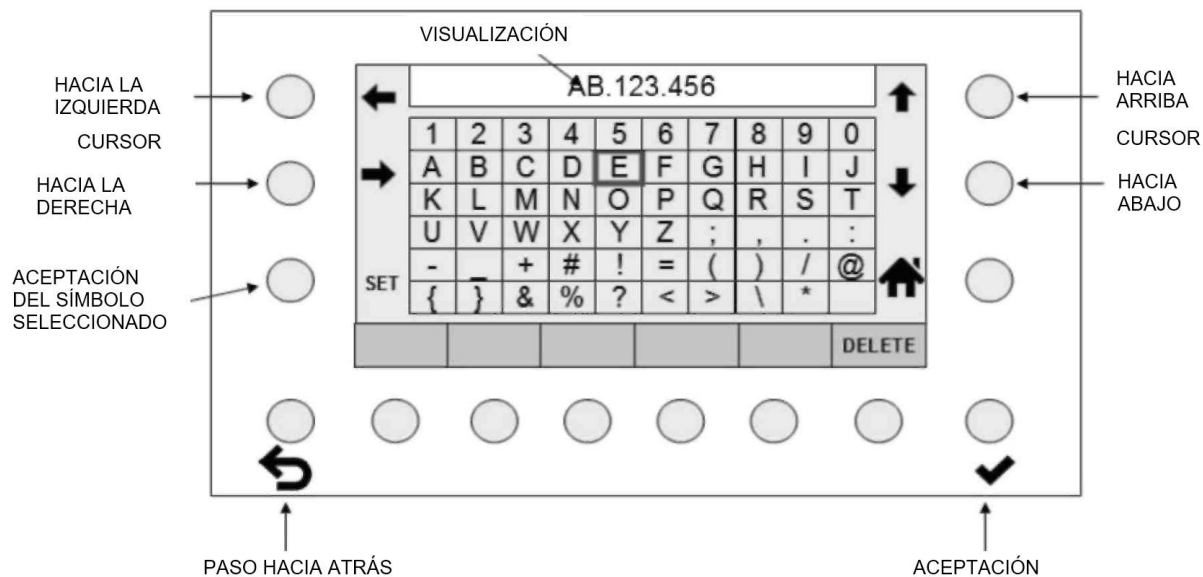 VISUALIZACIÓN
HACIA LA
IZQUIERDA
CURSOR
HACIA LA
DERECHA
ACEPTACIÓN
DEL SÍMBOLO
SELECCIONADO
AB.123.456
1 2 3 4 5 6 7 8 9 0
A B C D E F G H I J
K L M N O P Q R S T
U V W X Y Z ; , . :
- _ + # ! = ( ) / @
{ } & % ? < > \ *
SET
DELETE
HACIA
ARRIBA
CURSOR
HACIA
ABAJO
PASO HACIA ATRÁS
ACEPTACIÓN